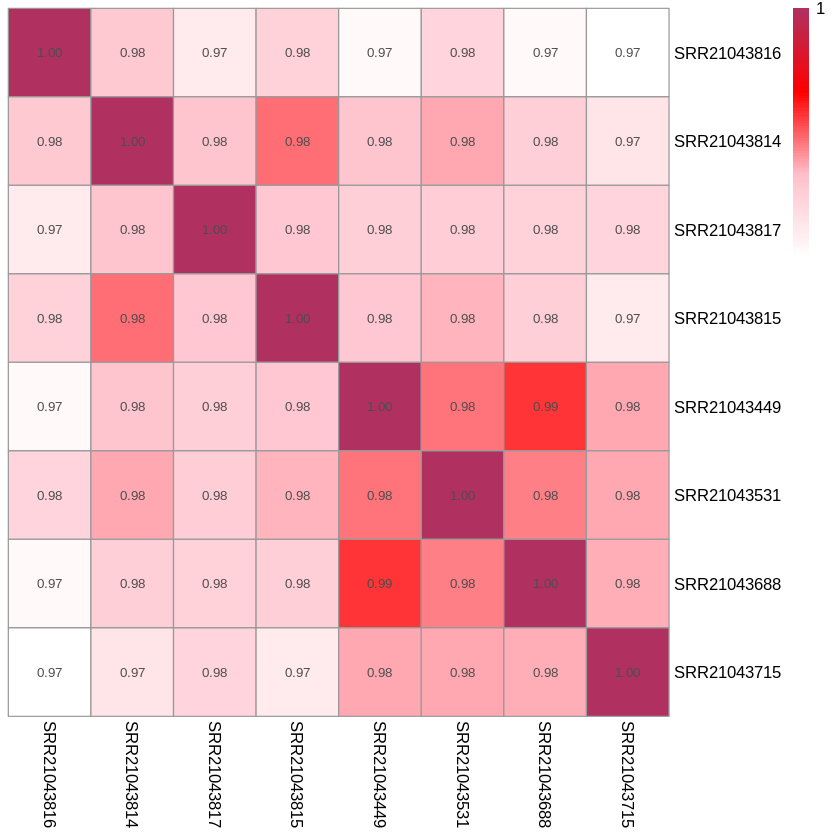 1
1.00 0.98 0.97 0.98 0.97 0.98 0.97 0.97 SRR21043816
0.98 1.00 0.98 0.98 0.98 0.98 0.98 0.97 SRR21043814
0.97 0.98 1.00 0.98 0.98 0.98 0.98 0.98 SRR21043817
0.98 0.98 0.98 1.00 0.98 0.98 0.98 0.97 SRR21043815
0.97 0.98 0.98 0.98 1.00 0.98 0.99 0.98 SRR21043449
0.98 0.98 0.98 0.98 0.98 1.00 0.98 0.98 SRR21043531
0.97 0.98 0.98 0.98 0.99 0.98 1.00 0.98 SRR21043688
0.97 0.97 0.98 0.97 0.98 0.98 0.98 1.00 SRR21043715
SRR21043816
SRR21043814
SRR21043817
SRR21043815
SRR21043449
SRR21043531
SRR21043688
SRR21043715